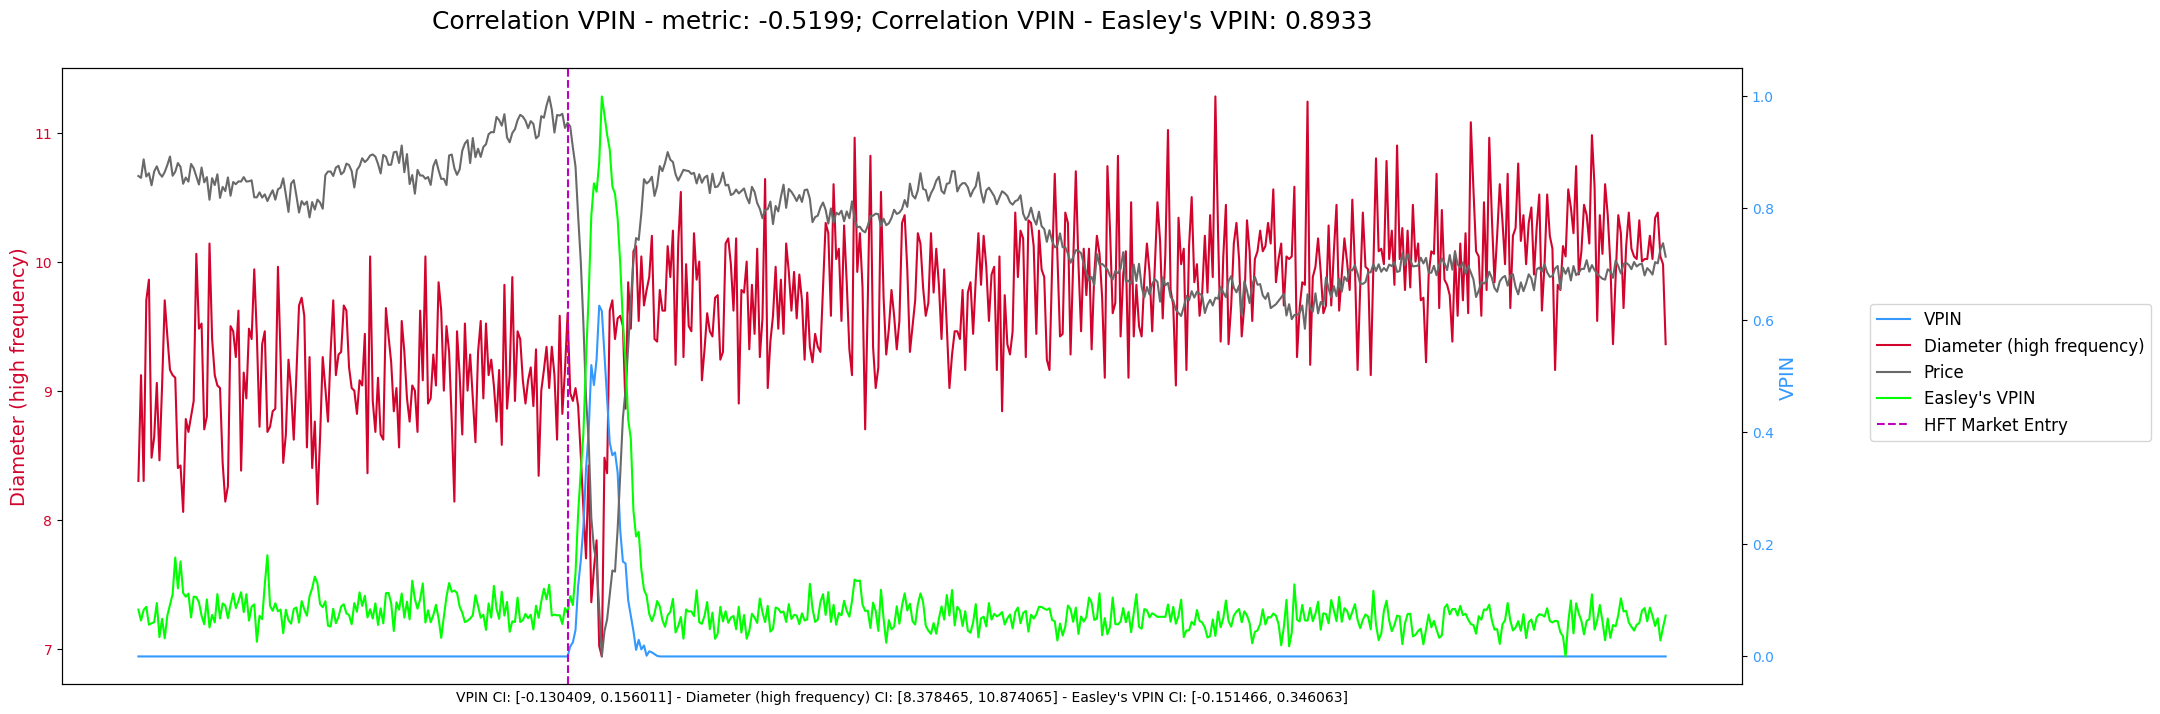 Correlation VPIN - metric: -0.5199; Correlation VPIN - Easley's VPIN: 0.8933
Diameter (high frequency)
11
10
9
8
7
1.0
0.8
0.6
0.4
0.2
0.0
VPIN
VPIN
Diameter (high frequency)
Price
Easley's VPIN
HFT Market Entry
VPIN CI: [-0.130409, 0.156011] - Diameter (high frequency) CI: [8.378465, 10.874065] - Easley's VPIN CI: [-0.151466, 0.346063]